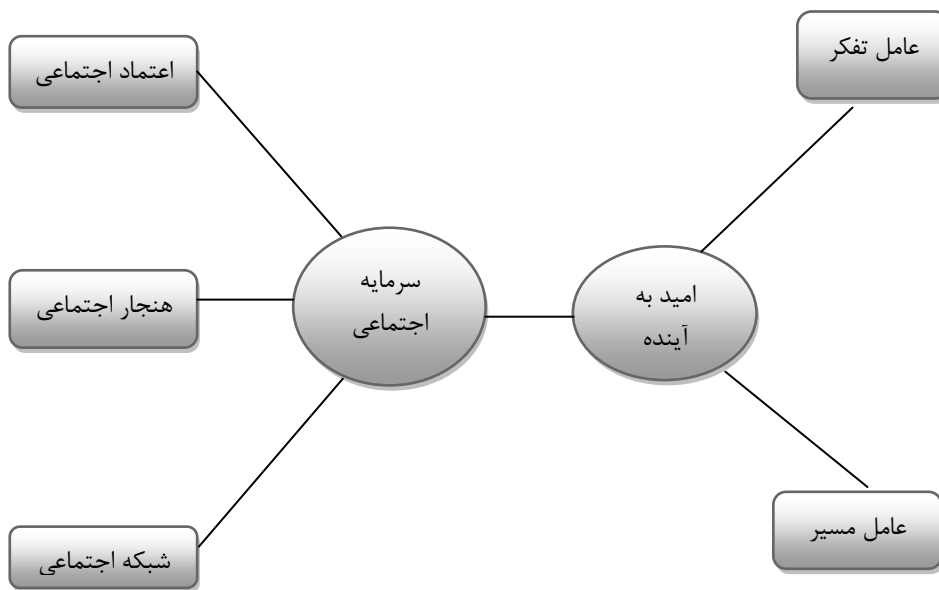 عامل تفکر
اعتماد اجتماعی
سرمایه
اجتماعی
امید به
آینده
هنجار اجتماعی
عامل مسیر
شبکه اجتماعی